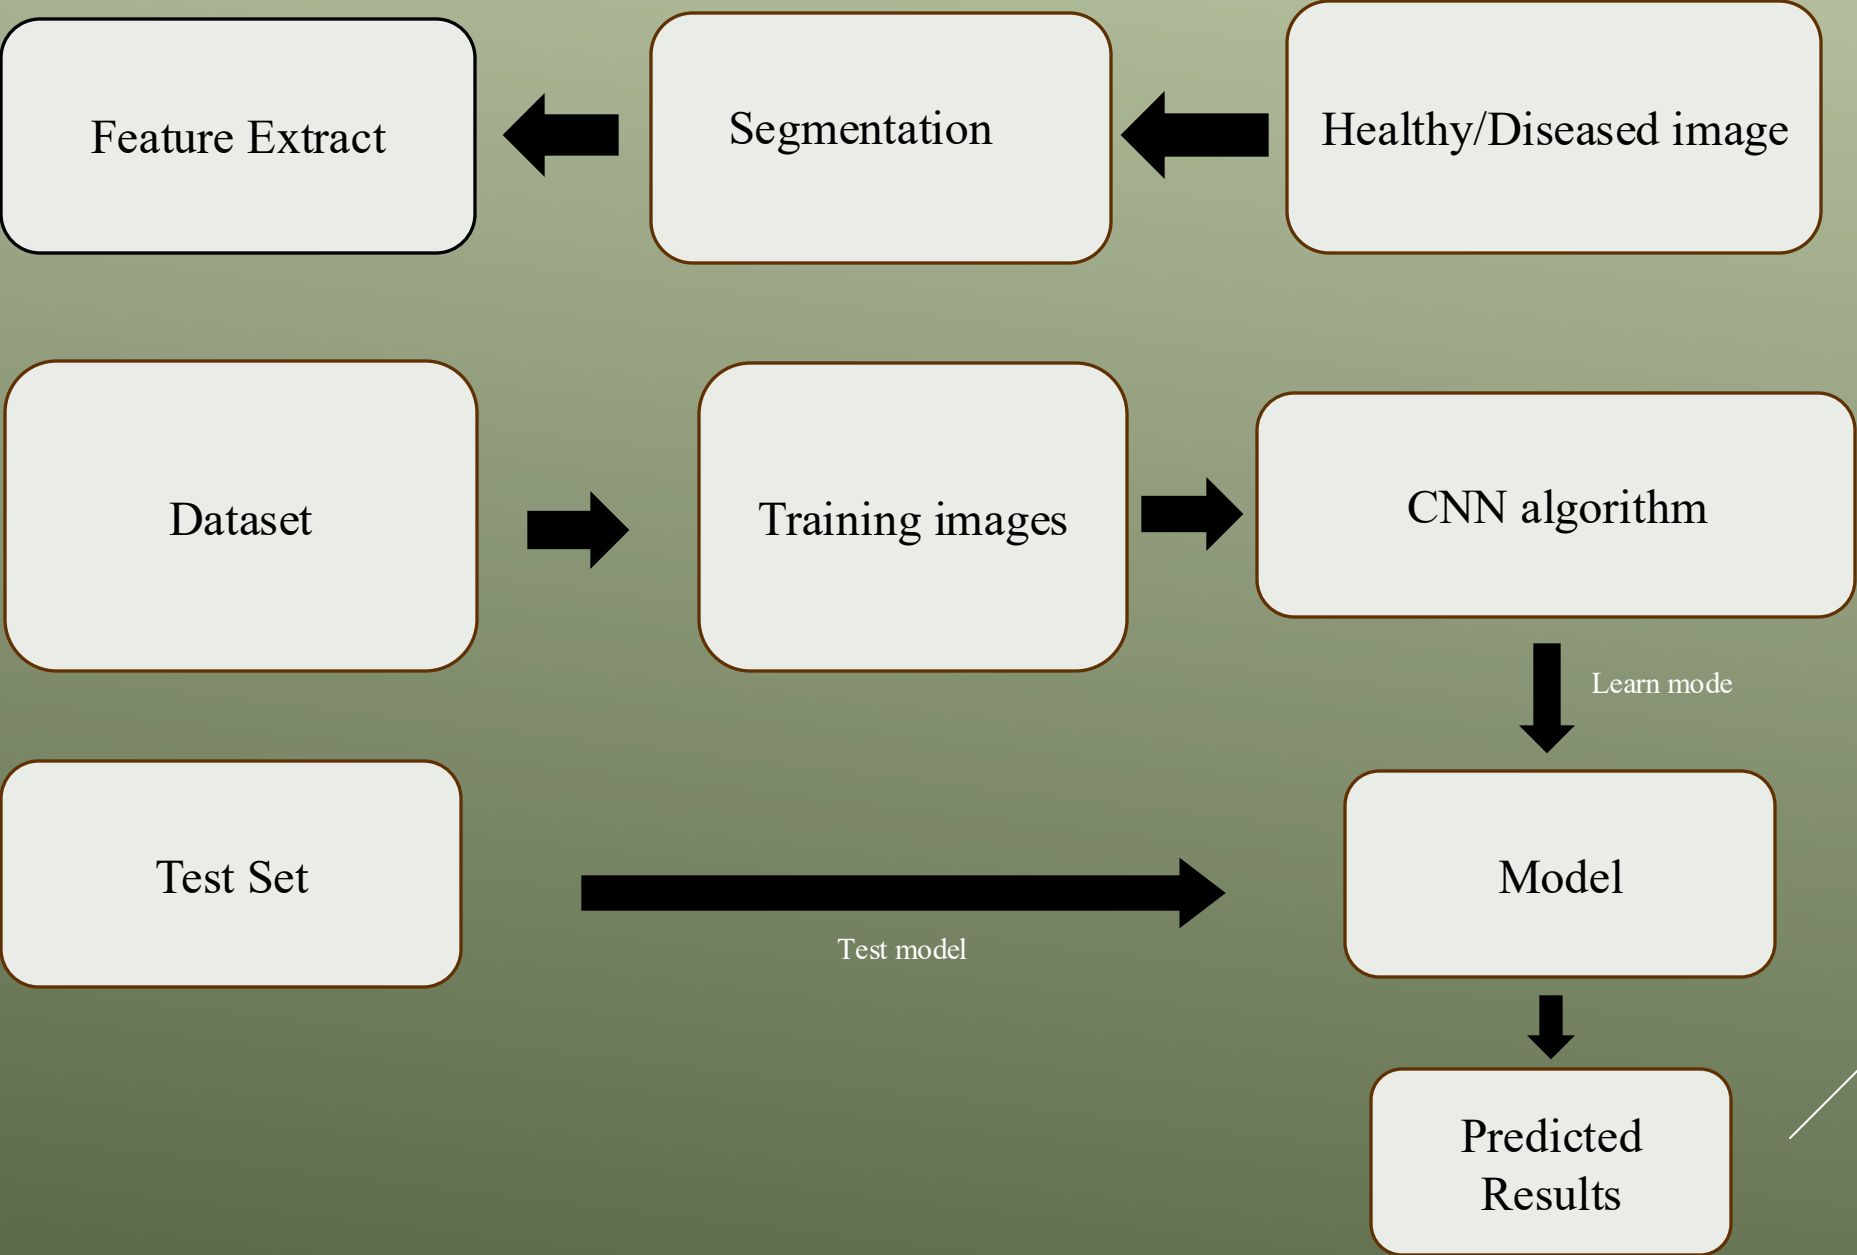 Feature Extract
Segmentation
Healthy/Diseased image
Dataset
Training images
CNN algorithm
Learn mode
Test Set
Test model
Model
Predicted
Results